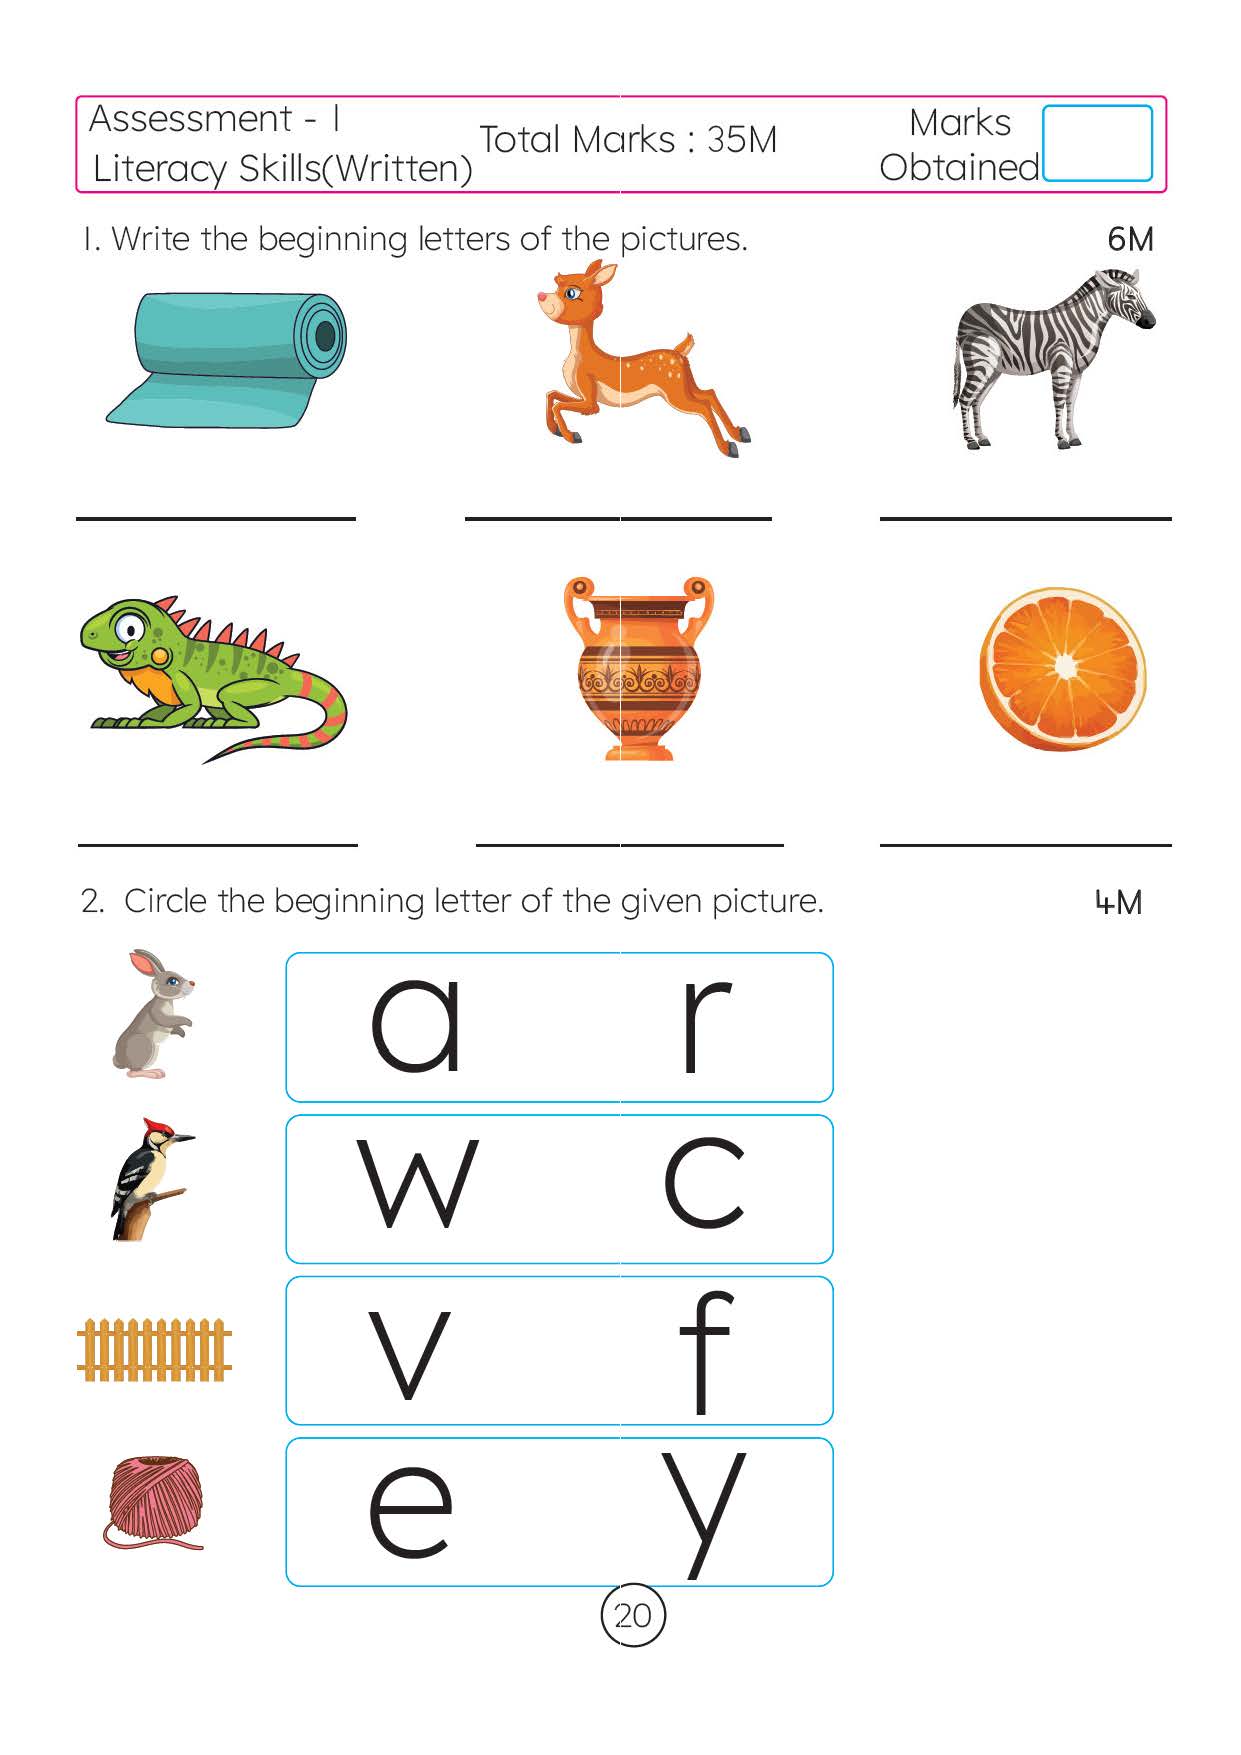 Assessment - 1
Literacy Skills(Written)
Total Marks : 35M
Marks
Obtained
1. Write the beginning letters of the pictures. 6M
2. Circle the beginning letter of the given picture. 4M
a r
w c
v f
e y
20